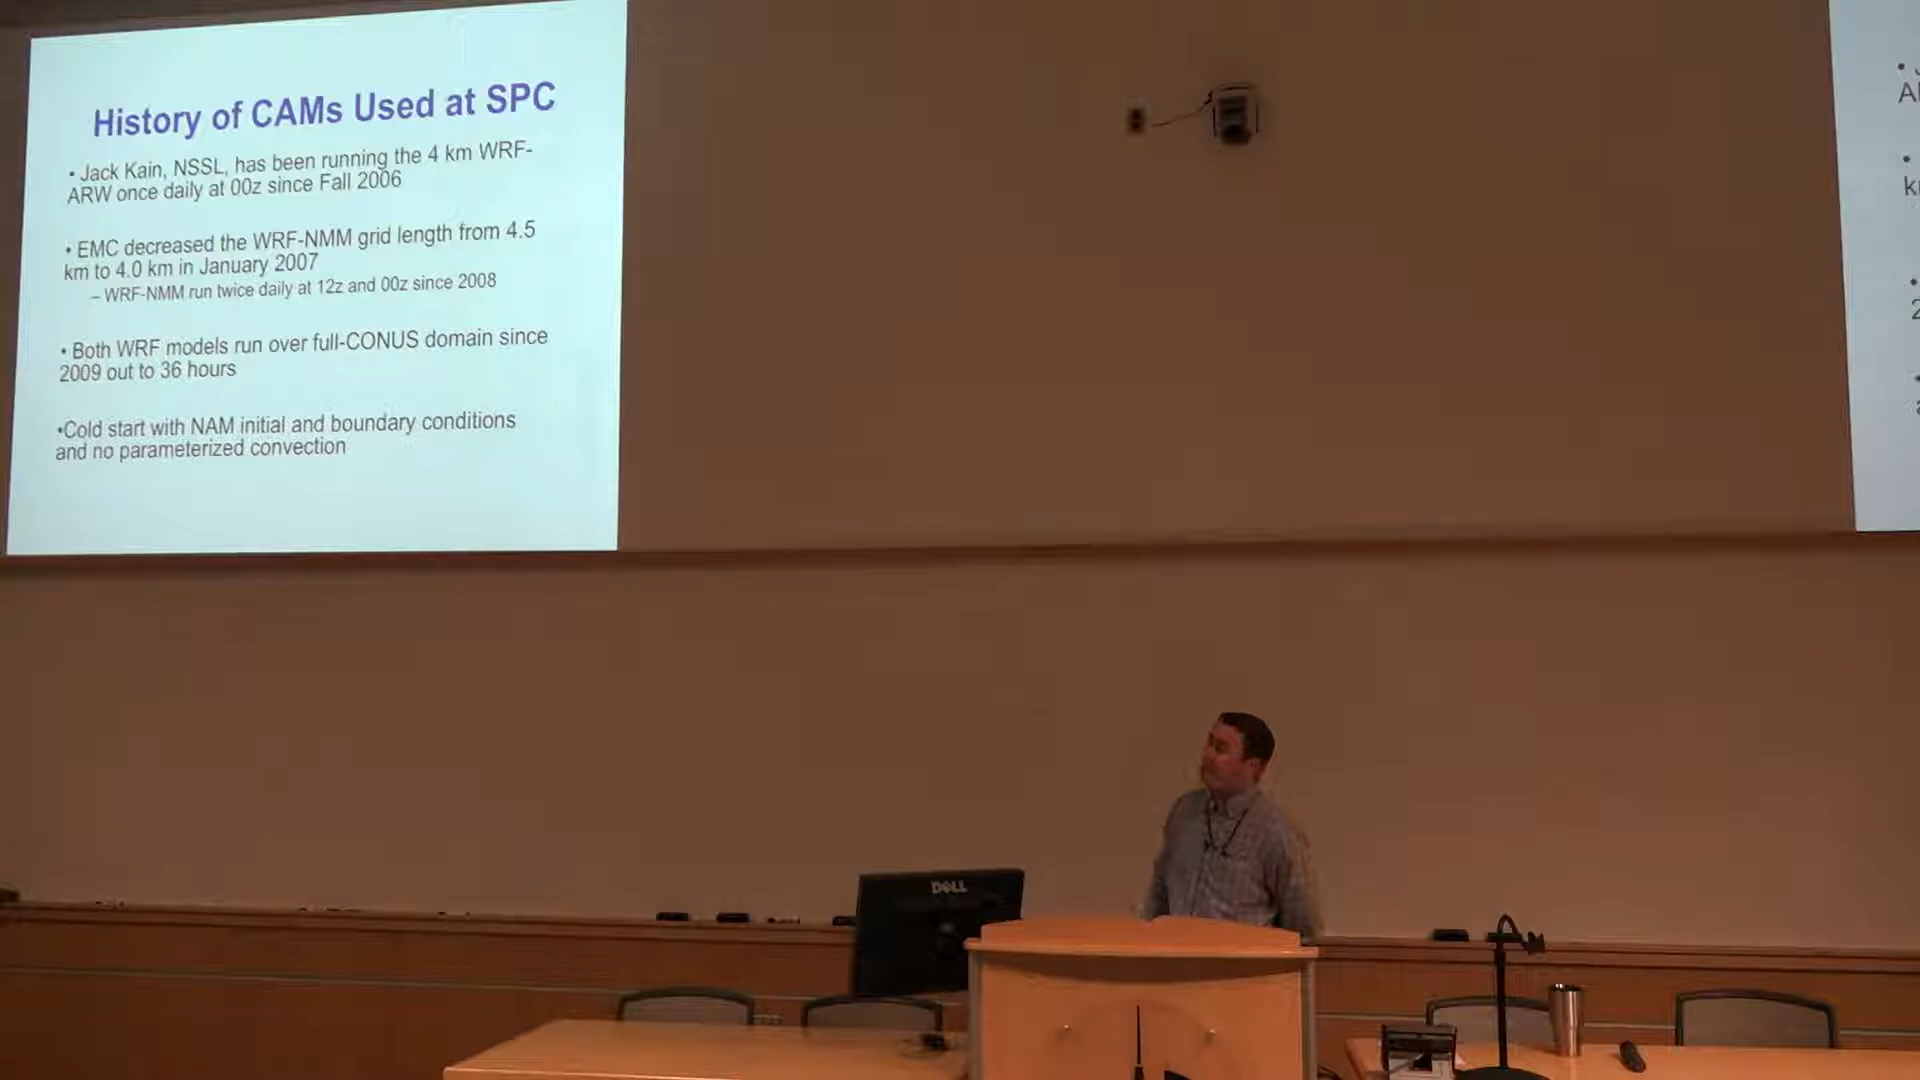 History of CAMs Used at SPC
• Jack Kain, NSSL, has been running the 4 km WRF-
ARW once daily at 00z since Fall 2006
• EMC decreased the WRF-NMM grid length from 4.5
km to 4.0 km in January 2007
– WRF-NMM run twice daily at 12z and 00z since 2008
• Both WRF models run over full-CONUS domain since
2009 out to 36 hours
•Cold start with NAM initial and boundary conditions
and no parameterized convection
DELL